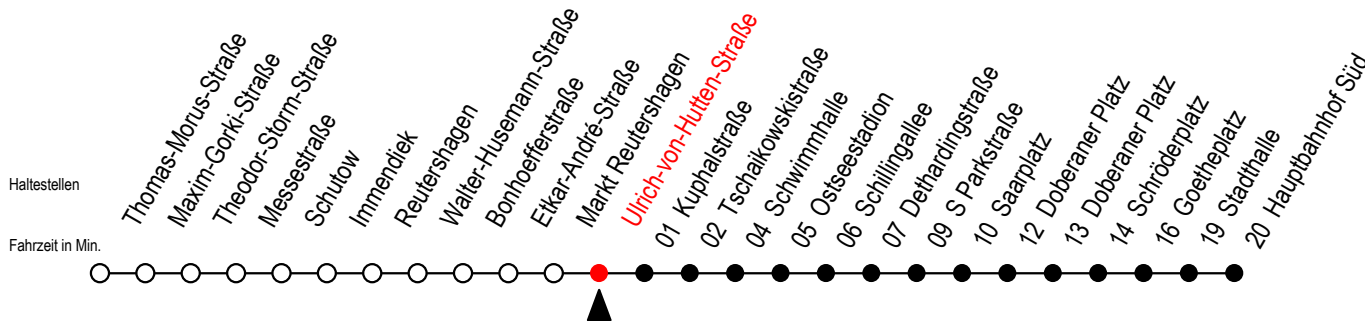 Haltestellen
Fahrzeit in Min.
Thomas-Morus-Straße
Maxim-Gorki-Straße
Theodor-Storm-Straße
Messestraße
Schutow
Immendiek
Reutershagen
Walter-Husemann-Straße
Bonhoefferstraße
Etkar-André-Straße
Markt Reutershagen
Ulrich-von-Hutten-Straße
01 Kuphalstraße
02 Tschaikowskistraße
04 Schwimmhalle
05 Ostseestadion
06 Schillingallee
07 Dethardingstraße
09 S Parkstraße
10 Saarplatz
12 Doberaner Platz
13 Doberaner Platz
14 Schröderplatz
16 Goetheplatz
19 Stadthalle
20 Hauptbahnhof Süd